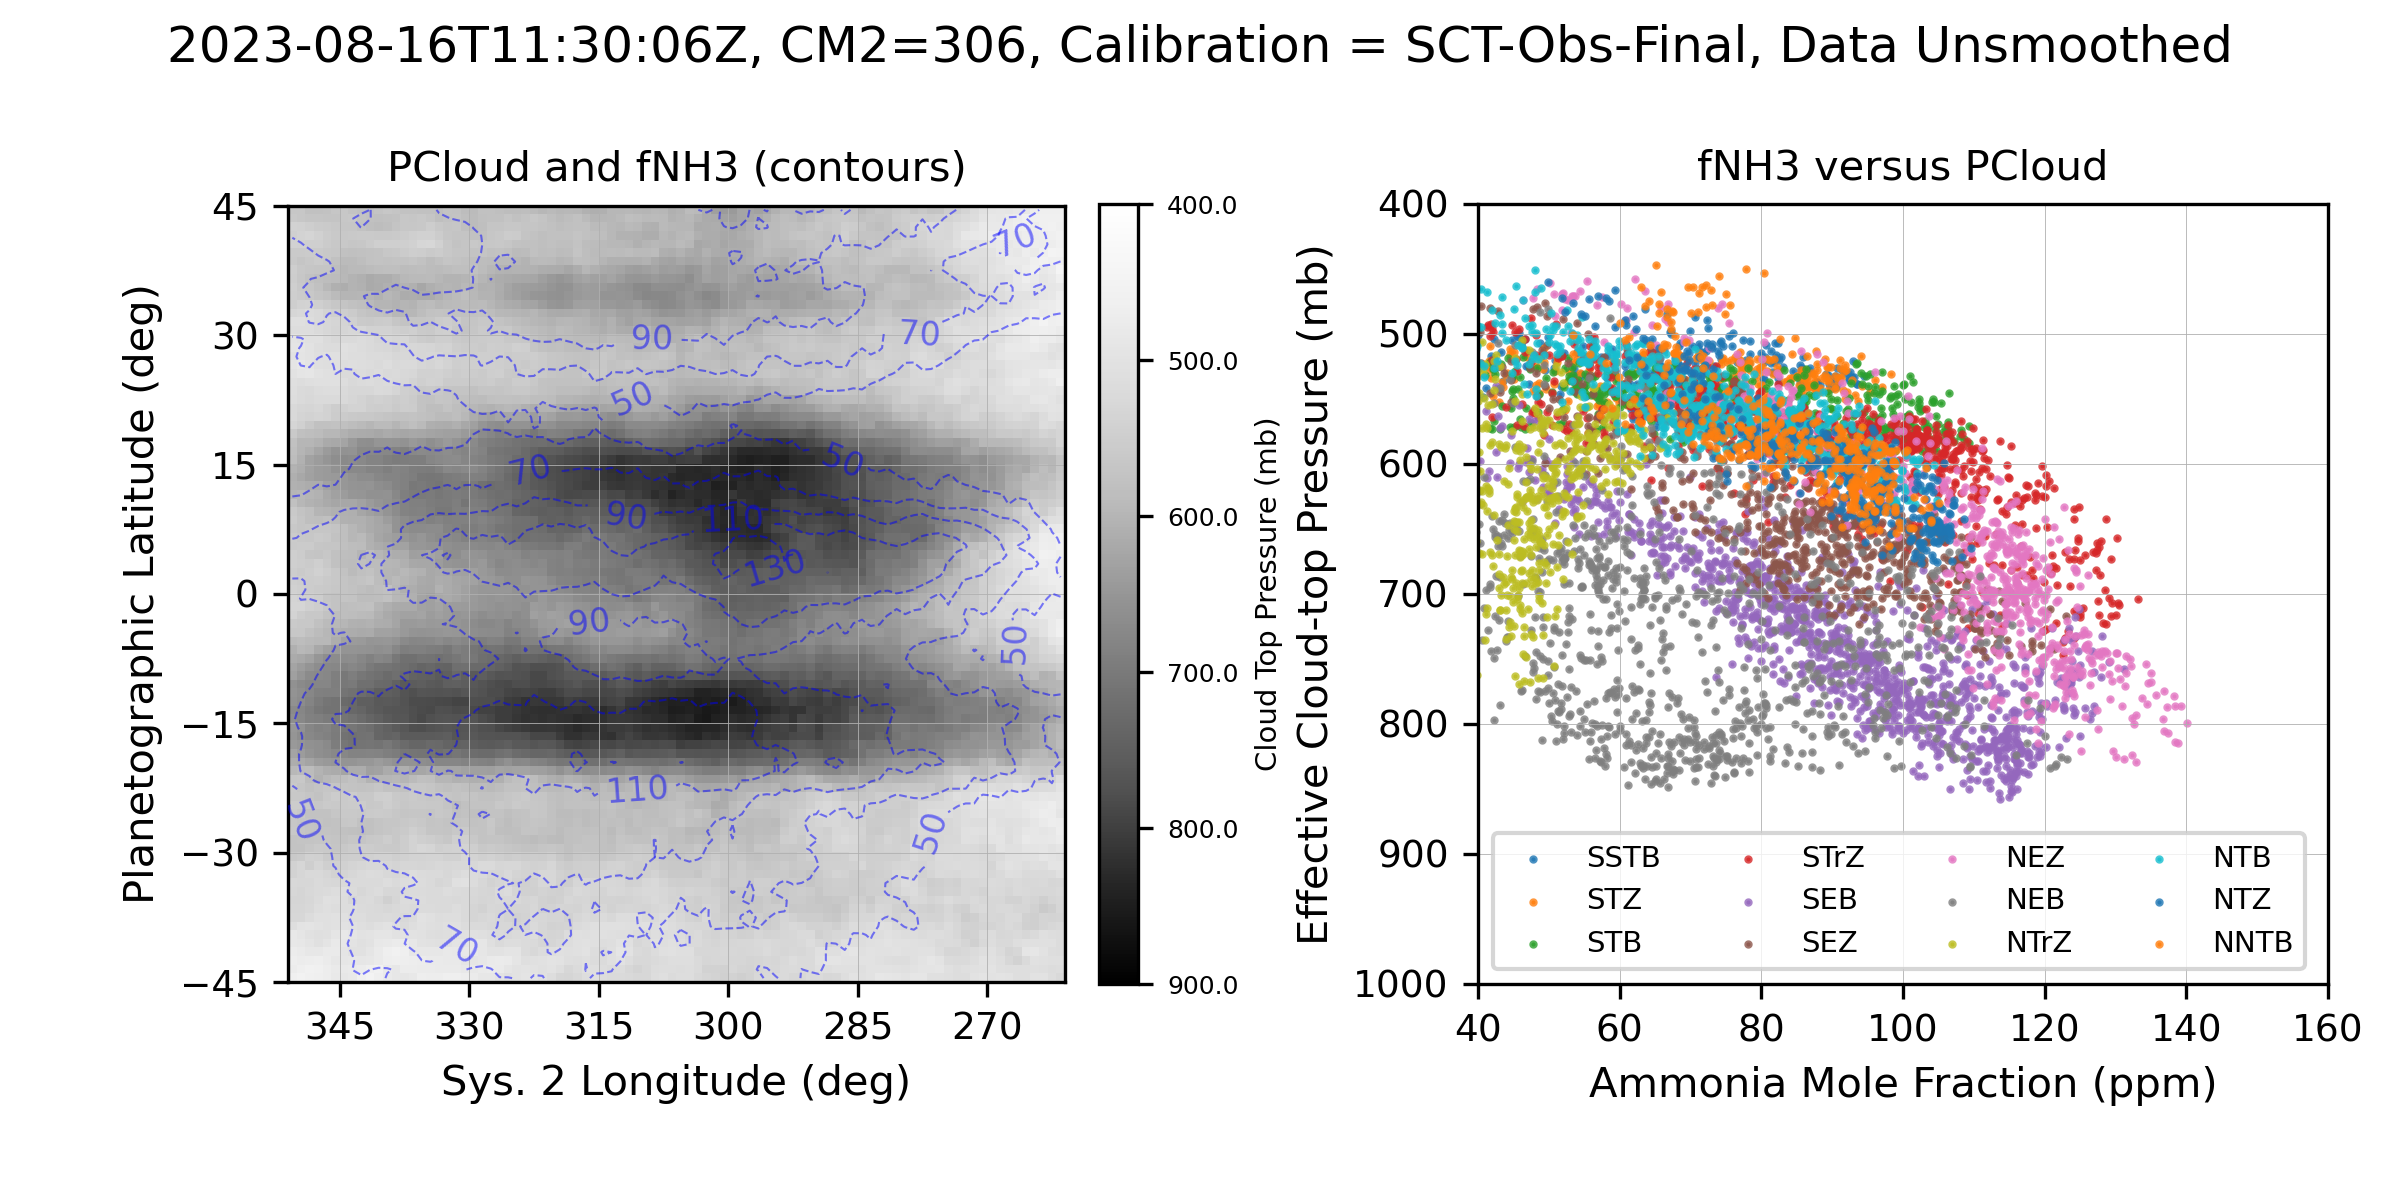 2023-08-16T11:30:06Z, CM2=306, Calibration = SCT-Obs-Final, Data Unsmoothed
PCloud and fNH3 (contours)
45
30
15
0
−15
−30
−45
Planetographic Latitude (deg)
345
330
315
300
285
270
Sys. 2 Longitude (deg)
70
90
70
50
70
50
90
110
130
90
50
110
50
50
70
400.0
500.0
600.0
700.0
800.0
900.0
Cloud Top Pressure (mb)
fNH3 versus PCloud
400
500
600
700
800
900
1000
Effective Cloud-top Pressure (mb)
40
60
80
100
120
140
160
Ammonia Mole Fraction (ppm)
SSTB
STZ
STB
STrZ
SEB
SEZ
NEZ
NEB
NTrZ
NTB
NTZ
NNTB